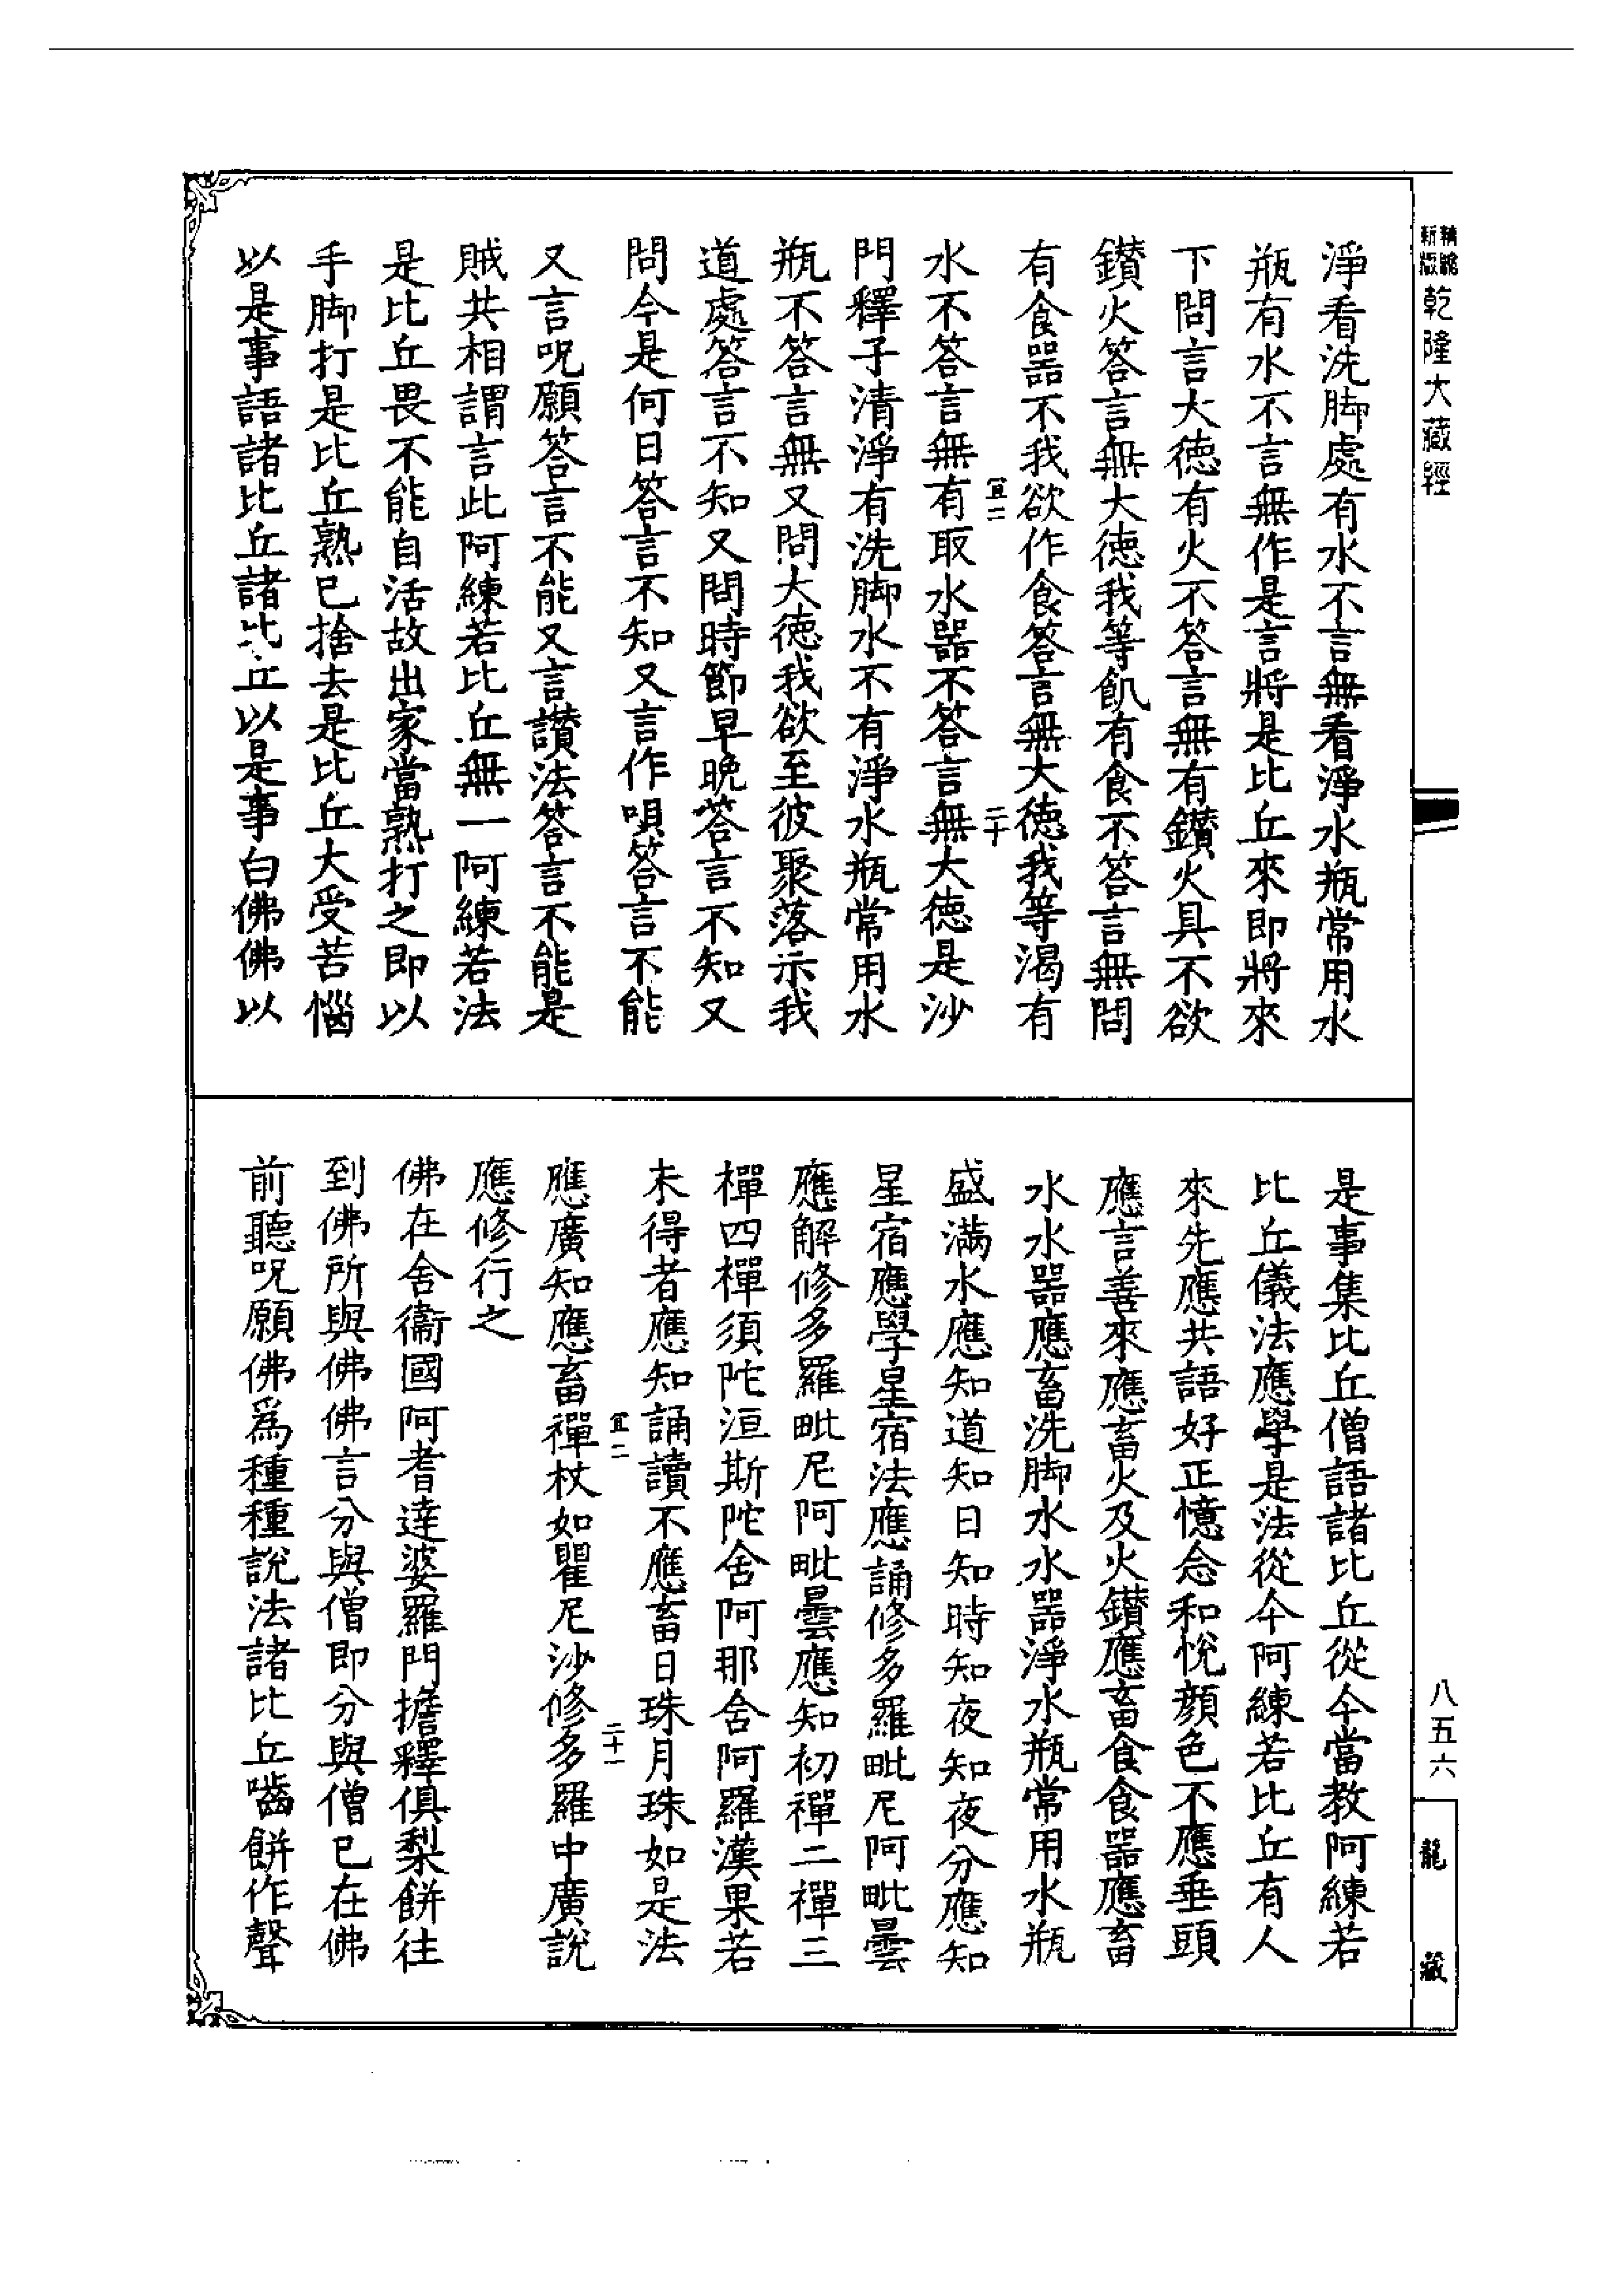 新版
精縮
乾隆大藏經
淨看洗脚處有水不言無看淨水瓶常用水
瓶有水不言無作是言將是比丘來即將來
下問言大德有火不答言無有鑚火具不欲
鑚火答言無大德我等飢有食不答言無問
有食器不我欲作食答言無大德我等渴有
宜二
二十
水不答言無有取水器不答言無大德是沙
門釋子清淨有洗脚水不有淨水瓶常用水
瓶不答言無又問大德我欲至彼聚落示我
道處答言不知又問時節早晚答言不知又
問今是何日答言不知又言作唄答言不能
又言呪願答言不能又言讃法答言不能是
賊共相謂言此阿練若比丘無一阿練若法
是比丘畏不能自活故出家當熟打之即以
手脚打是比丘熟已捨去是比丘大受苦惱
以是事語諸比丘諸比丘以是事白佛佛以
是事集比丘僧語諸比丘從今當教阿練若
比丘儀法應學是法從今阿練若比丘有人
來先應共語好正憶念和悅顔色不應垂頭
應言善來應畜火及火鑚應畜食食器應畜
水水器應畜洗脚水水器淨水瓶常用水瓶
盛滿水應知道知日知時知夜知夜分應知
星宿應學星宿法應誦修多羅毗尼阿毗曇
應解修多羅毗尼阿毗曇應知初禪二禪三
禪四禪須陀洹斯陀舍阿那舍阿羅漢果若
未得者應知誦讀不應畜日珠月珠如是法
宜二
二十一
應廣知應畜禪杖如瞿尼沙修多羅中廣說
應修行之
佛在舍衞國阿耆達婆羅門擔釋俱梨餅往
到佛所與佛佛言分與僧即分與僧已在佛
前聽呪願佛爲種種說法諸比丘嚙餅作聲
八五六
龍藏